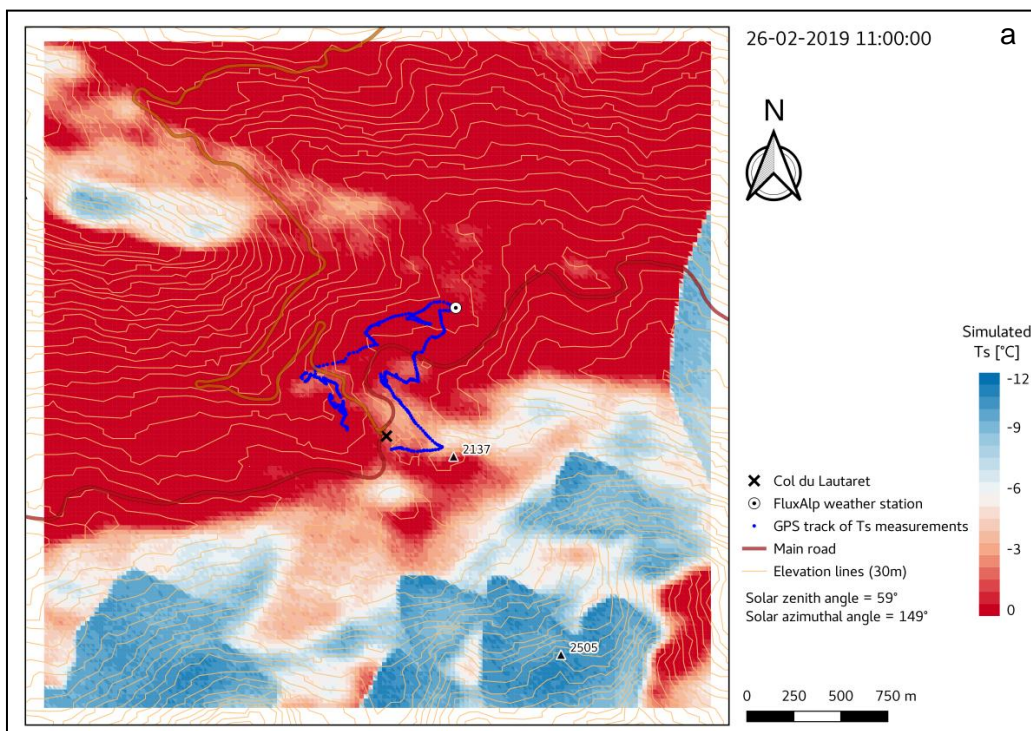 26-02-2019 11:00:00
a
N
2137
2505
Simulated
Ts [°C]
-12
-9
-6
-3
0
Col du Lautaret
FluxAlp weather station
GPS track of Ts measurements
Main road
Elevation lines (30m)
Solar zenith angle = 59°
Solar azimuthal angle = 149°
0 250 500 750 m